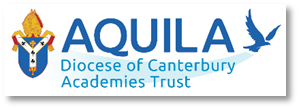 AQUILA
Diocese of Canterbury
Academies Trust